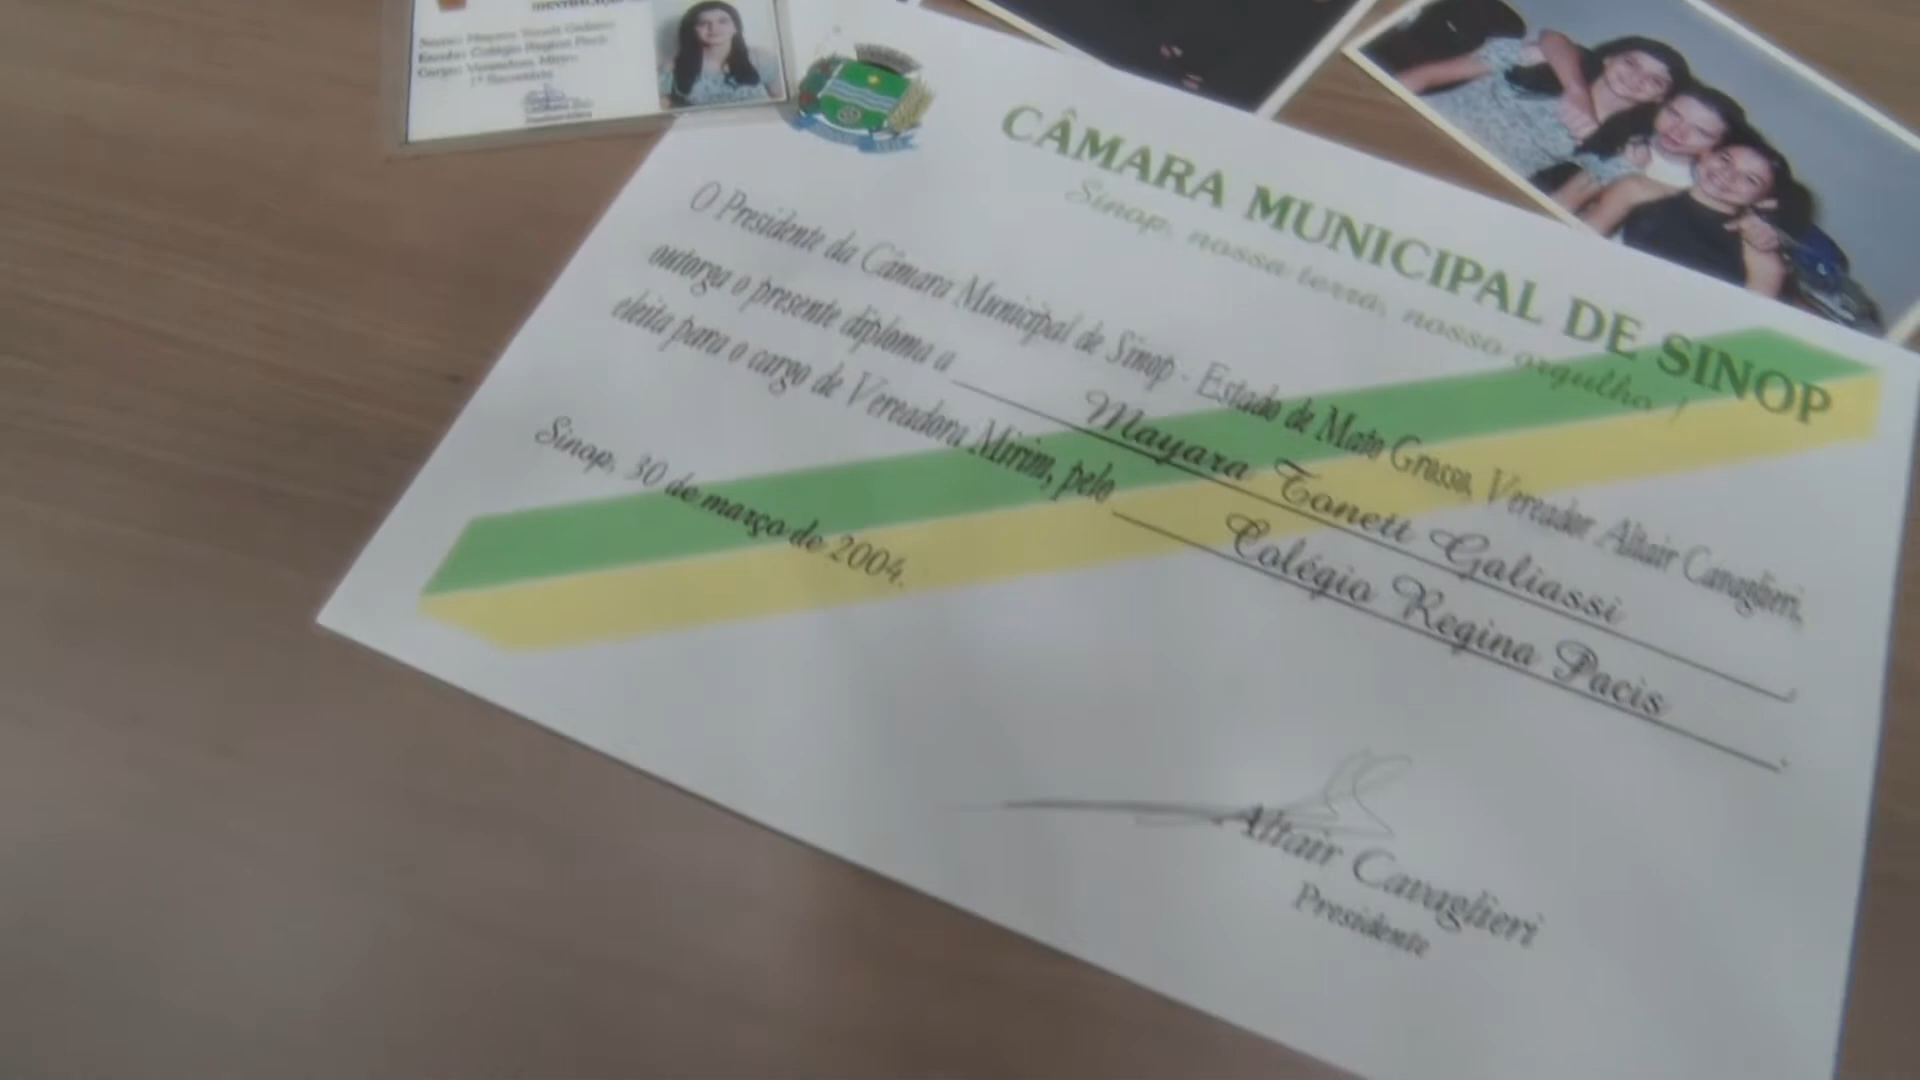 CÂMARA MUNICIPAL DE SINOP
Sinop, nossa terra, nosso orgulho !
O Presidente da Câmara Municipal de Sinop - Estado de Mato Grosso, Vereador Altair Cavaglieri,
outorga o presente diploma a Mayara Tonett Galiassi
eleita para o cargo de Vereadora Mirim, pelo Colégio Regina Pacis.
Sinop, 30 de março de 2004.
Altair Cavaglieri
Presidente